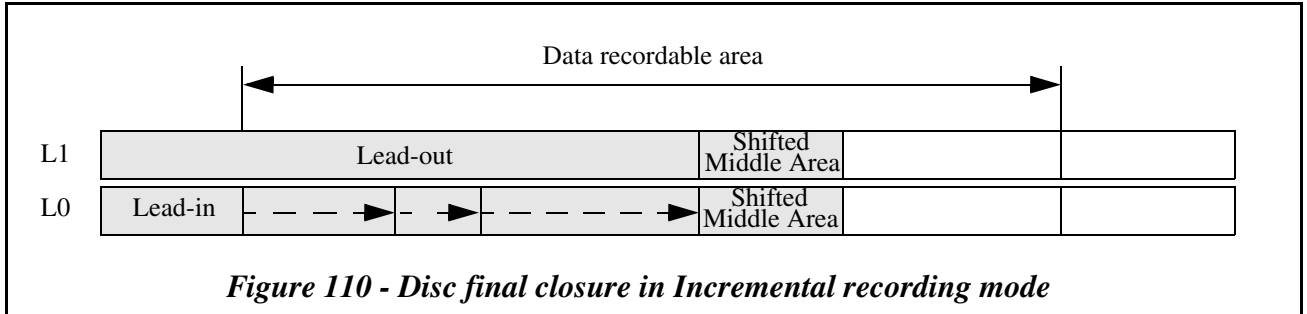 Data recordable area
L1
Lead-out
Shifted
Middle Area
L0
Lead-in
Shifted
Middle Area
Figure 110 - Disc final closure in Incremental recording mode